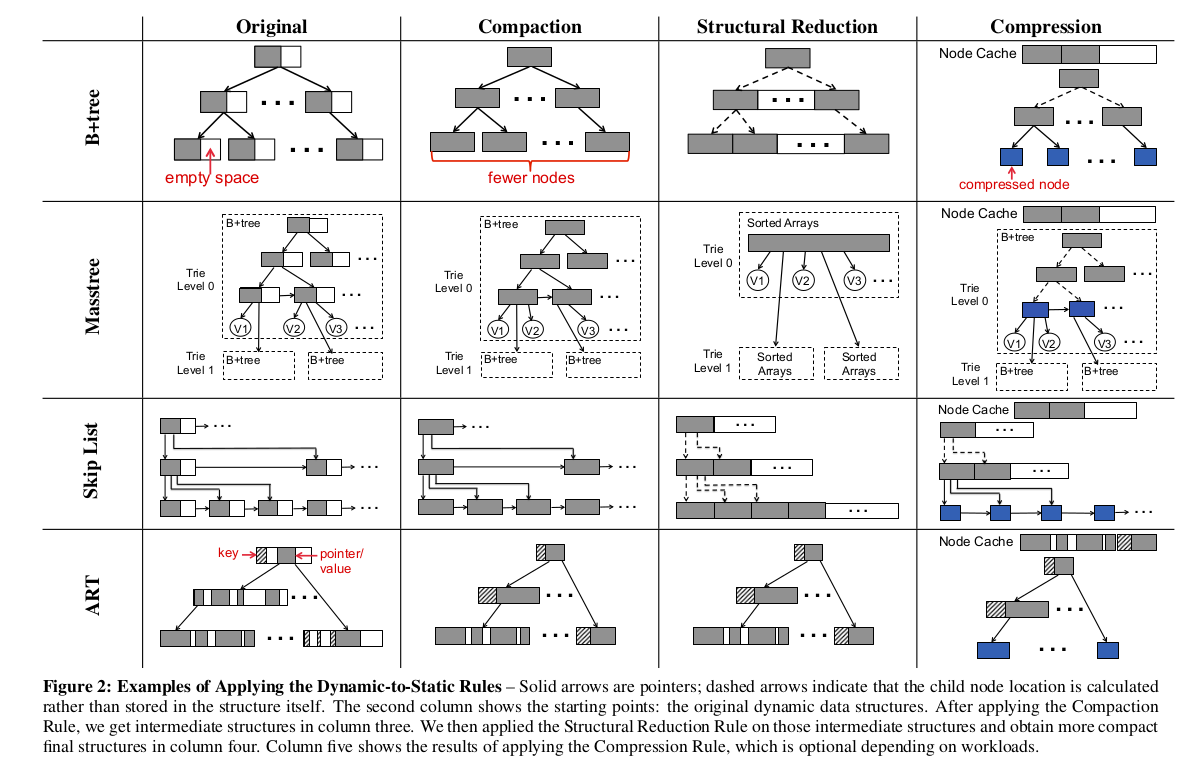 Original
Compaction
Structural Reduction
Compression
B+tree
empty space
fewer nodes
Node Cache
compressed node
Masstree
B+tree
Trie
Level 0
V1
V2
V3
Trie
Level 1
B+tree
B+tree
B+tree
Trie
Level 0
V1
V2
V3
Trie
Level 1
B+tree
B+tree
Sorted Arrays
Trie
Level 0
V1
V2
V3
Trie
Level 1
Sorted
Arrays
Sorted
Arrays
Node Cache
B+tree
Trie
Level 0
V1
V2
V3
Trie
Level 1
B+tree
B+tree
Skip List
Node Cache
ART
key
pointer/
value
Node Cache
Figure 2: Examples of Applying the Dynamic-to-Static Rules – Solid arrows are pointers; dashed arrows indicate that the child node location is calculated
rather than stored in the structure itself. The second column shows the starting points: the original dynamic data structures. After applying the Compaction
Rule, we get intermediate structures in column three. We then applied the Structural Reduction Rule on those intermediate structures and obtain more compact
final structures in column four. Column five shows the results of applying the Compression Rule, which is optional depending on workloads.